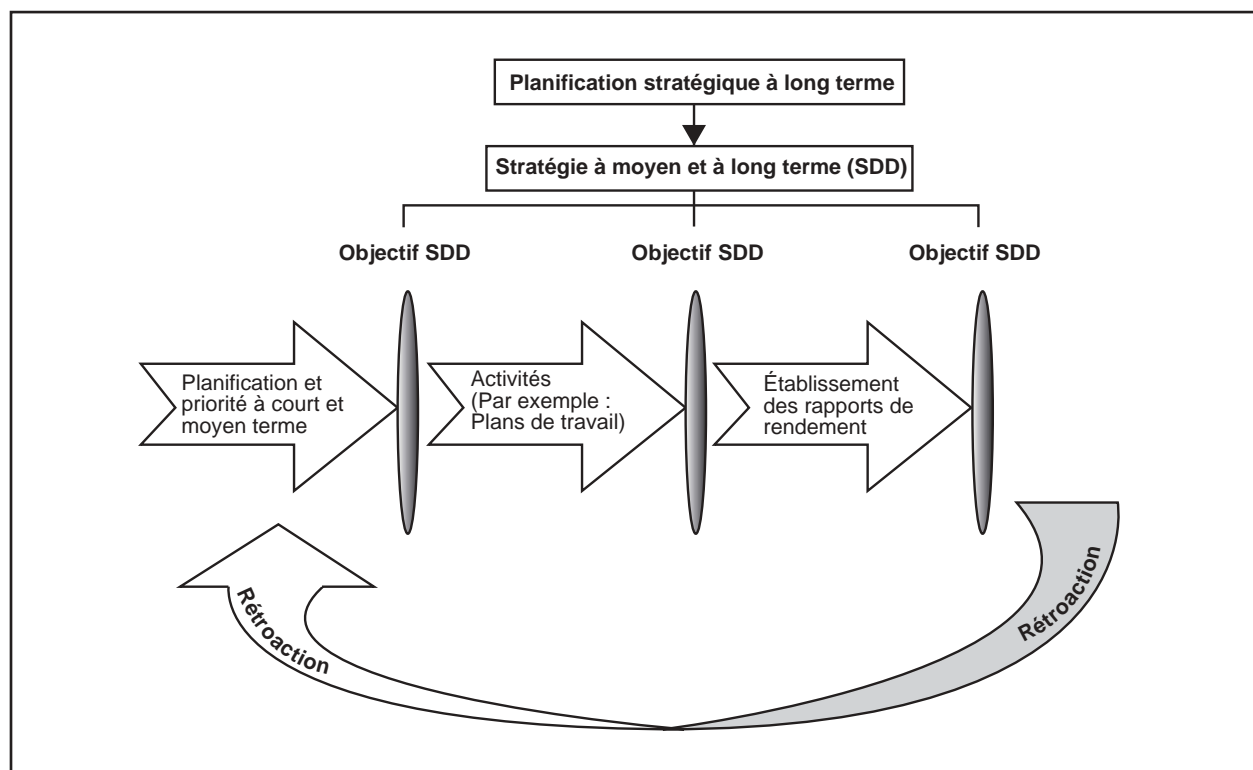 Planification stratégique à long terme
Stratégie à moyen et à long terme (SDD)
Objectif SDD
Objectif SDD
Objectif SDD
Planification et
priorité à court et
moyen terme
Activités
(Par exemple :
Plans de travail)
Établissement
des rapports de
rendement
Rétroaction
Rétroaction